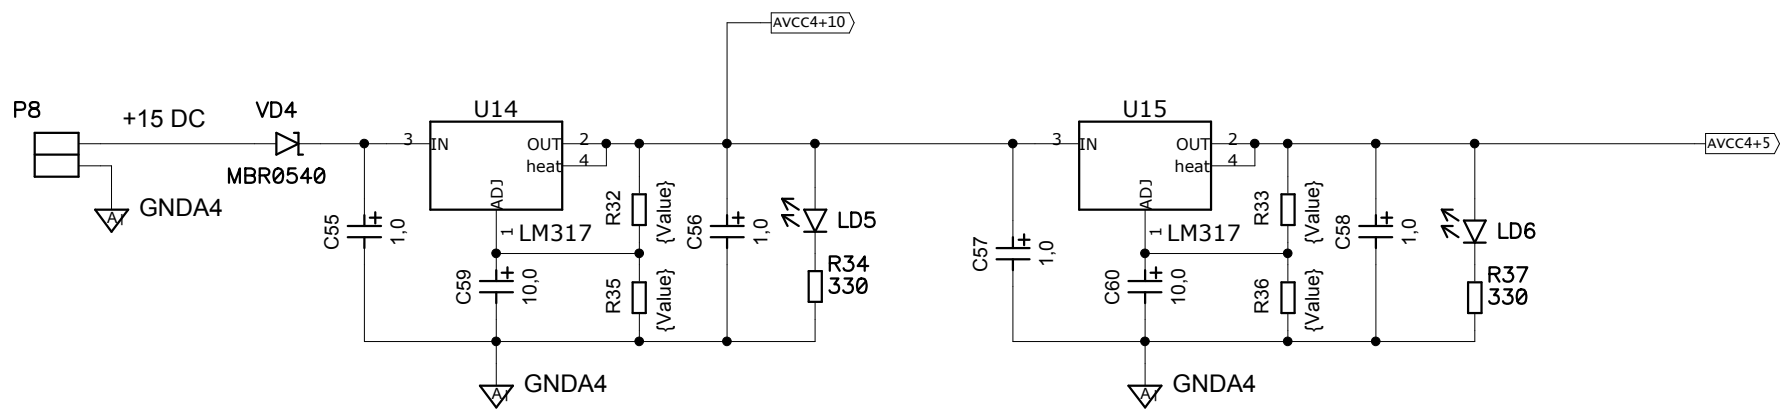 AVCC4+10
P8
+15 DC
VD4
MBR0540
GNDA4
A
U14
3
IN
OUT
2
heat
4
ADJ
1
LM317
C55
1,0
C59
10,0
R32
{Value}
R35
{Value}
C56
1,0
LD5
R34
330
A
GNDA4
U15
3
IN
OUT
2
heat
4
ADJ
1
LM317
C57
1,0
C60
10,0
R33
{Value}
R36
{Value}
C58
1,0
LD6
R37
330
AVCC4+5
A
GNDA4